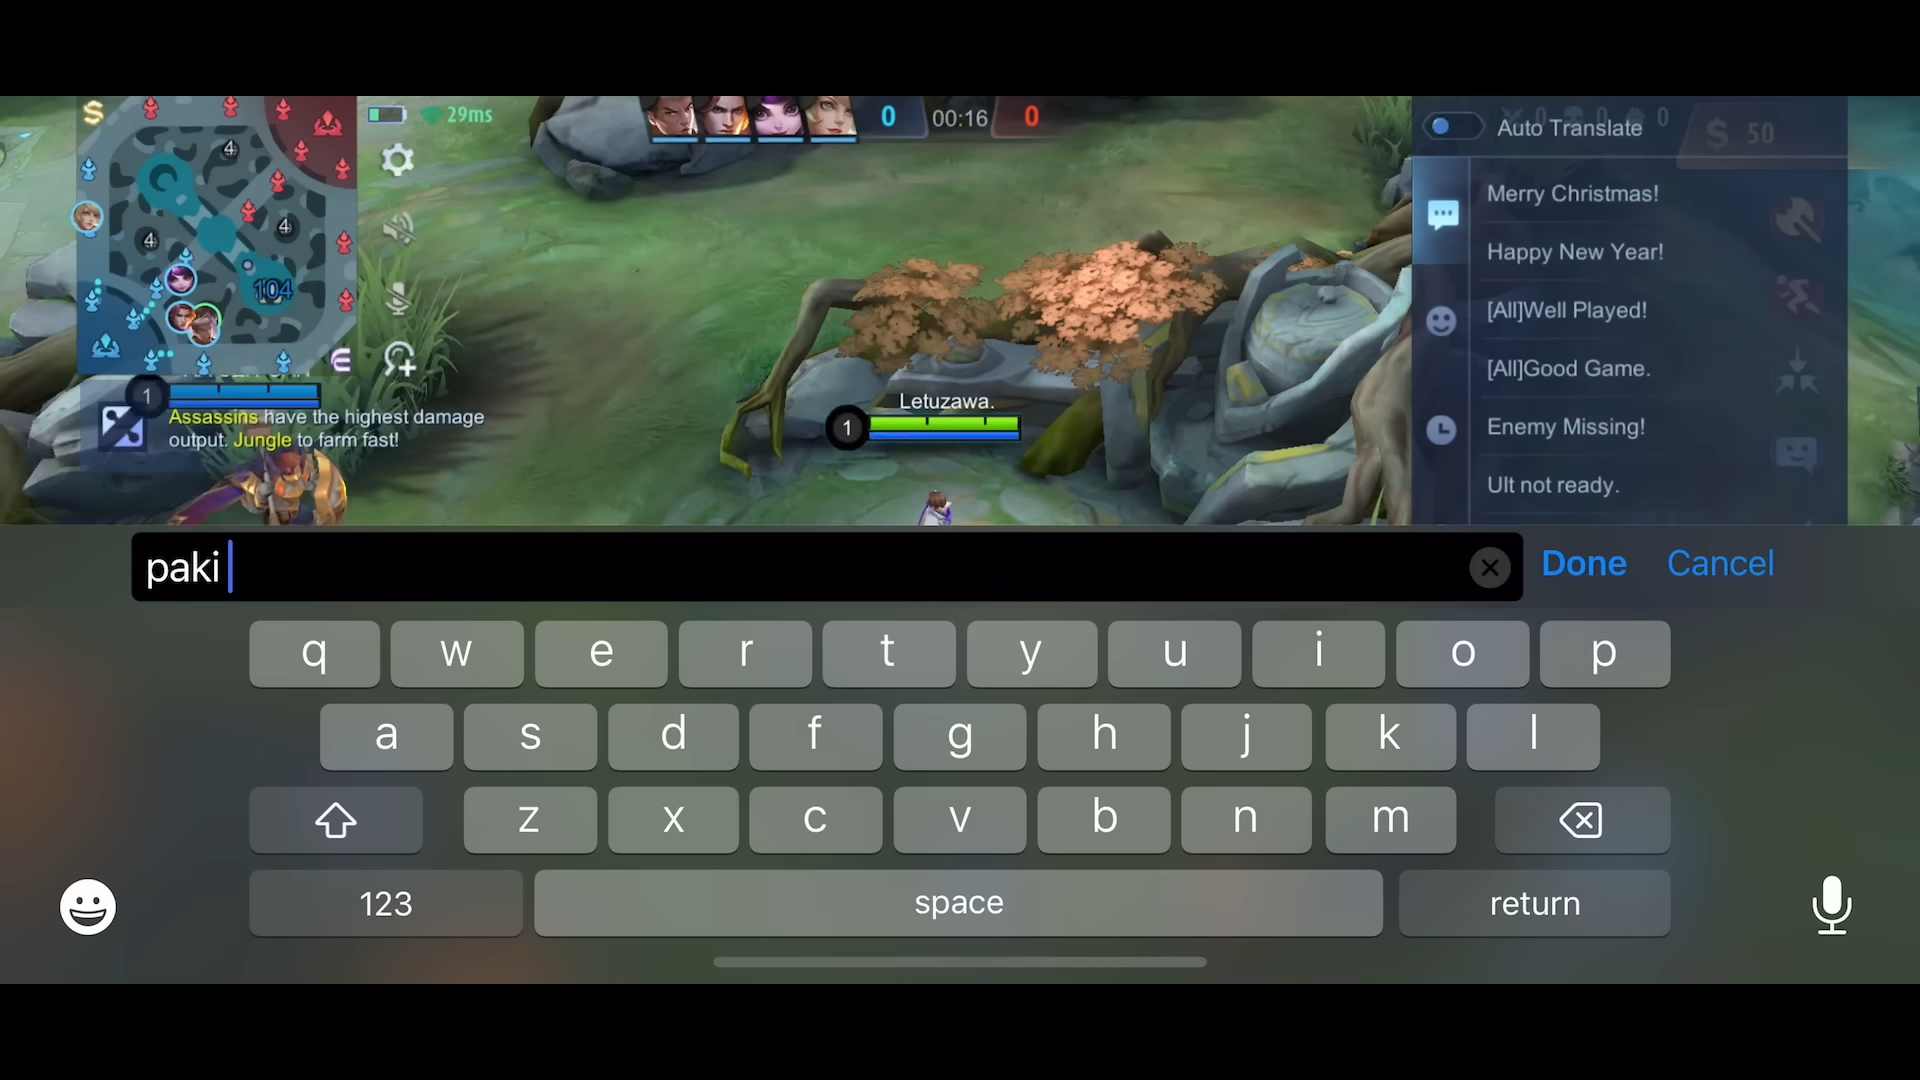 29ms
0
00:16
0
Auto Translate
$ 50
4
4
4
104
Merry Christmas!
Happy New Year!
[All]Well Played!
[All]Good Game.
Enemy Missing!
Ult not ready.
1
Assassins have the highest damage
output. Jungle to farm fast!
Letuzawa.
1
paki
Done
Cancel
q w e r t y u i o p
a s d f g h j k l
z x c v b n m
123
space
return